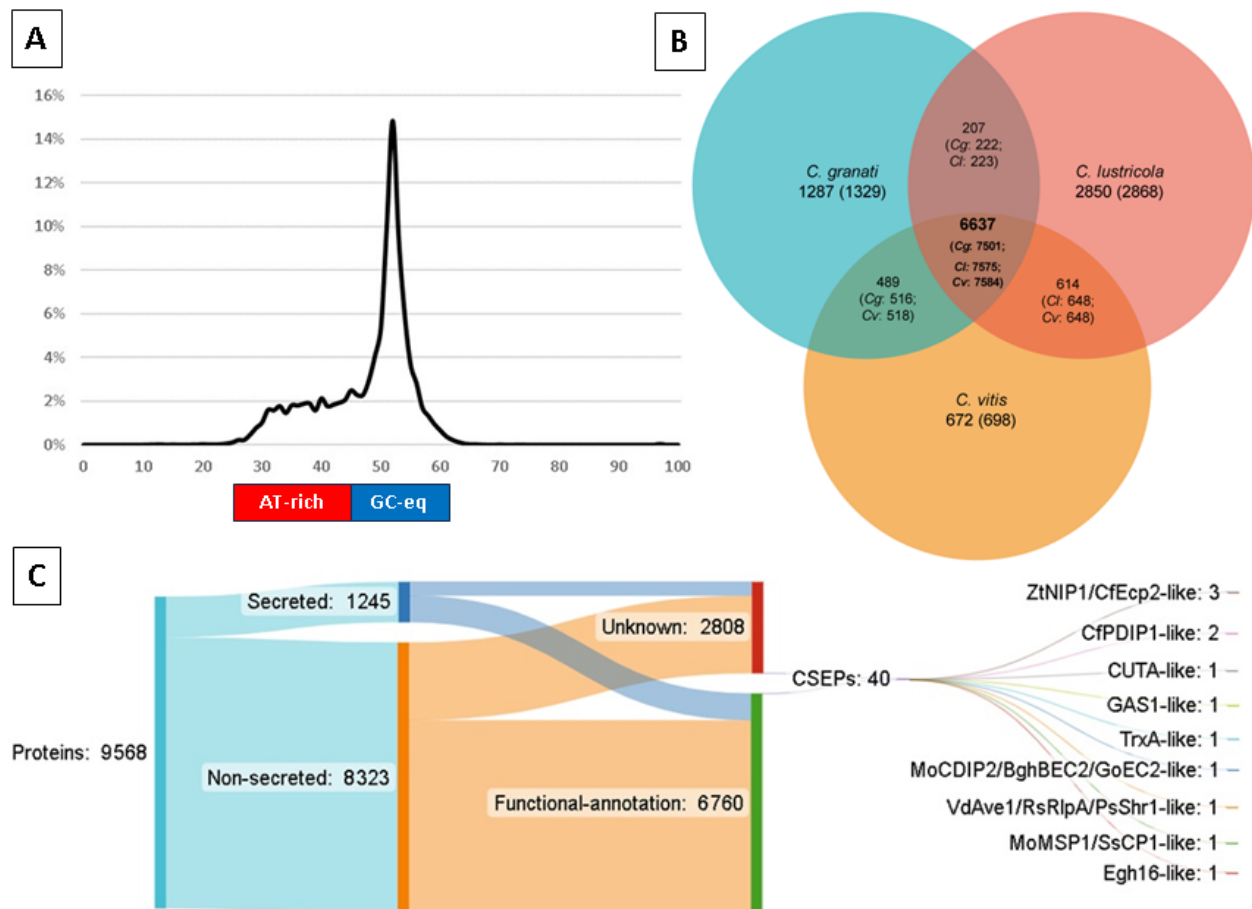 A
16%
14%
12%
10%
8%
6%
4%
2%
0%
0 10 20 30 40 50 60 70 80 90 100
AT-rich GC-eq
B
C. granati
1287 (1329)
207
(Cg: 222;
Cl: 223)
C. lustricola
2850 (2868)
6637
(Cg: 7501;
Cl: 7575;
Cv: 7584)
489
(Cg: 516;
Cv: 518)
614
(Cl: 648;
Cv: 648)
C. vitis
672 (698)
C
Proteins: 9568
Secreted: 1245
Non-secreted: 8323
Unknown: 2808
Functional-annotation: 6760
CSEPs: 40
ZtNIP1/CfEcp2-like: 3
CfPDIP1-like: 2
CUTA-like: 1
GAS1-like: 1
TrxA-like: 1
MoCDIP2/BghBEC2/GoEC2-like: 1
VdAve1/RsRlpA/PsShr1-like: 1
MoMSP1/SsCP1-like: 1
Egh16-like: 1